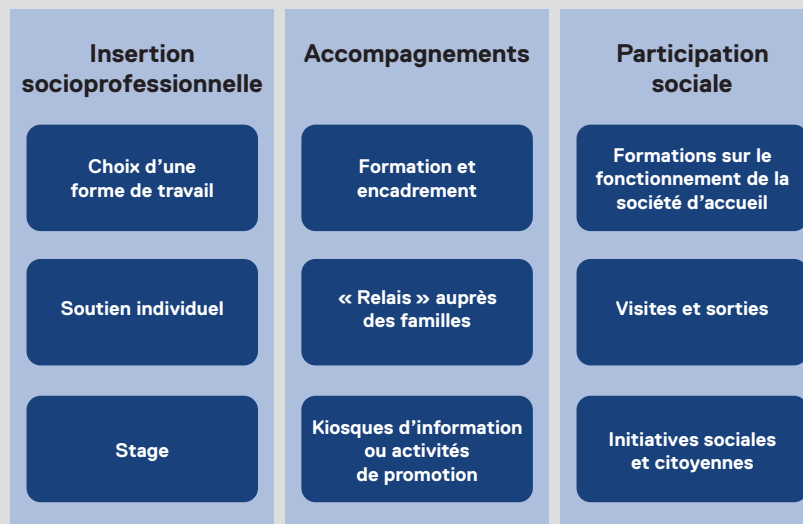 Insertion
socioprofessionnelle
Choix d’une
forme de travail
Soutien individuel
Stage
Accompagnements
Formation et
encadrement
« Relais » auprès
des familles
Kiosques d’information
ou activités
de promotion
Participation
sociale
Formations sur le
fonctionnement de la
société d’accueil
Visites et sorties
Initiatives sociales
et citoyennes